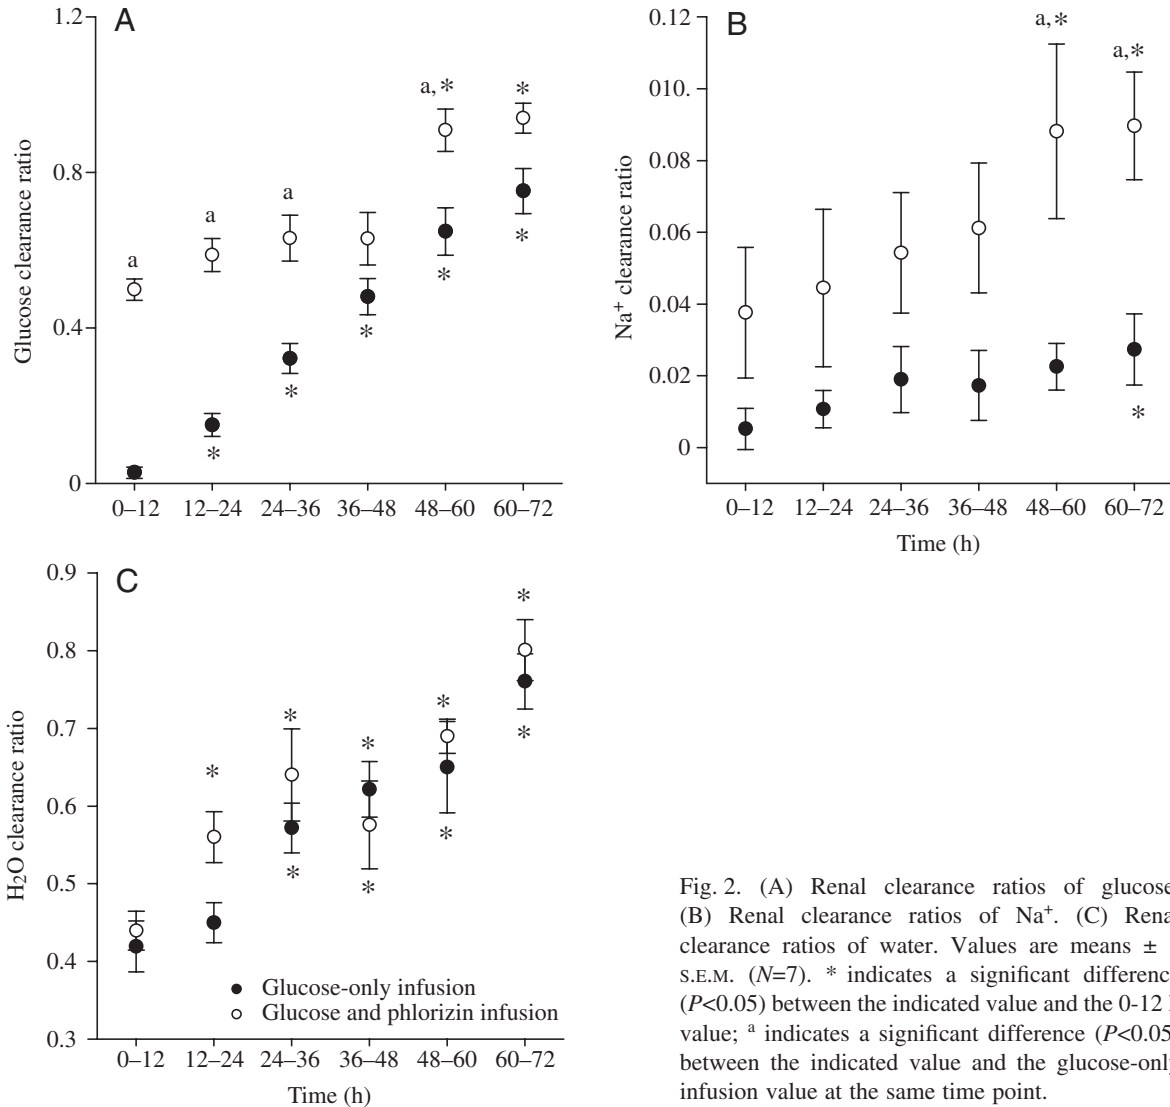 A
1.2
0.8
0.4
0
Glucose clearance ratio
a
a
a
a,*
*
*
*
*
*
*
0–12
12–24
24–36
36–48
48–60
60–72
B
0.12
010.
0.08
0.06
0.04
0.02
0
Na+ clearance ratio
a,*
a,*
*
0–12
12–24
24–36
36–48
48–60
60–72
Time (h)
C
0.9
0.8
0.7
0.6
0.5
0.4
0.3
H2O clearance ratio
*
*
*
*
*
*
*
*
*
Glucose-only infusion
Glucose and phlorizin infusion
0–12
12–24
24–36
36–48
48–60
60–72
Time (h)
Fig. 2. (A) Renal clearance ratios of glucose
(B) Renal clearance ratios of Na+. (C) Rena
clearance ratios of water. Values are means ±
S.E.M. (N=7). * indicates a significant differenc
(P<0.05) between the indicated value and the 0-12
value; a indicates a significant difference (P<0.05
between the indicated value and the glucose-only
infusion value at the same time point.